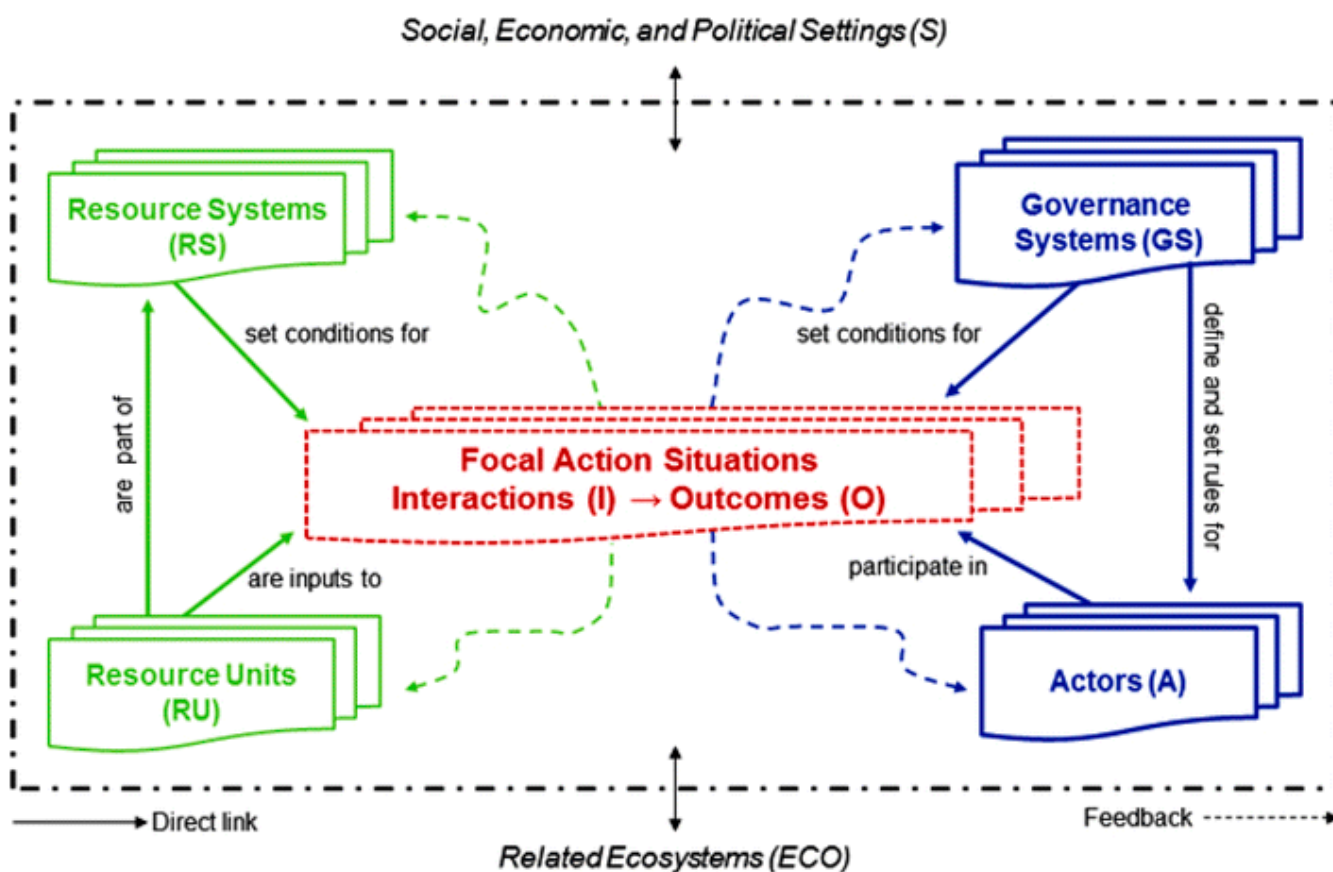 Social, Economic, and Political Settings (S)
Resource Systems
(RS)
Governance
Systems (GS)
set conditions for
set conditions for
are part of
define and set rules for
Focal Action Situations
Interactions (I) → Outcomes (O)
are inputs to
participate in
Resource Units
(RU)
Actors (A)
Direct link
Feedback
Related Ecosystems (ECO)